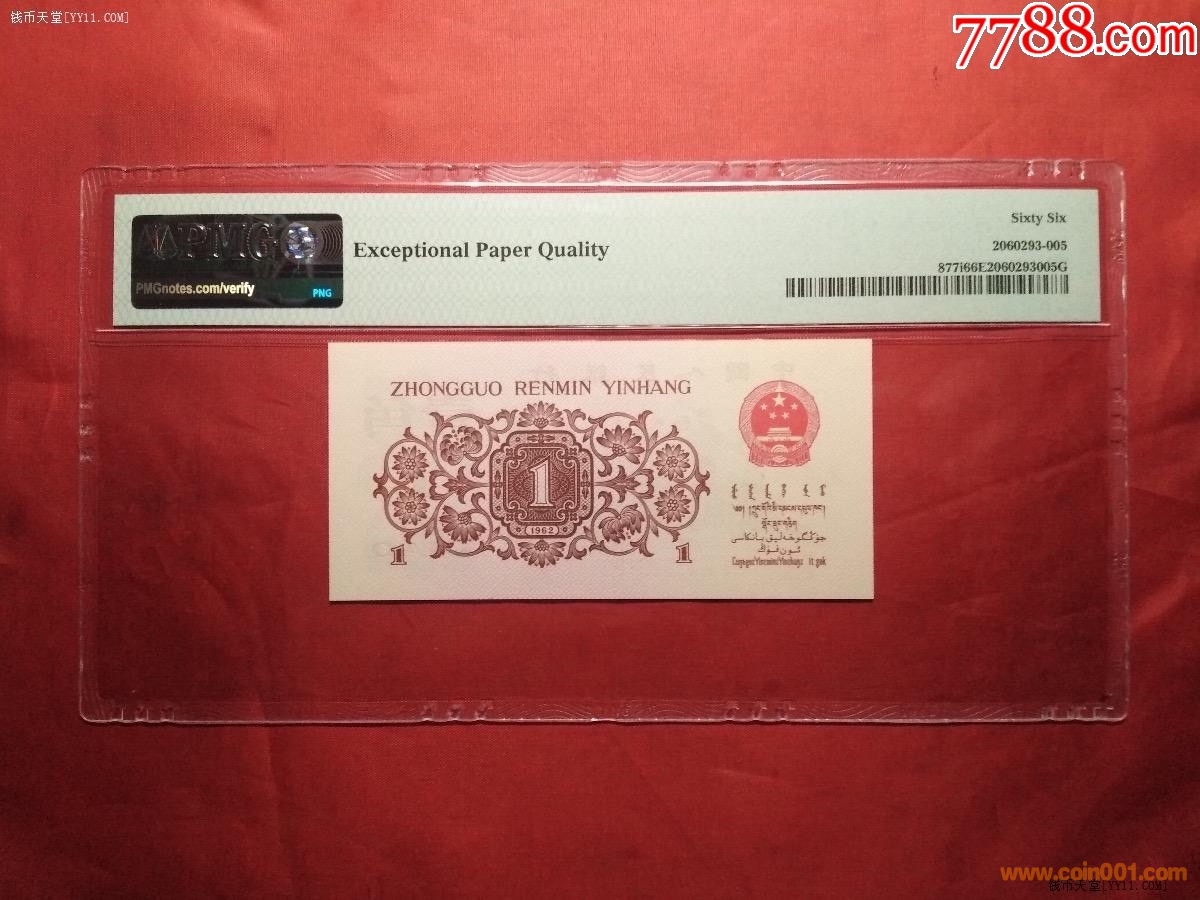 钱币天堂[YY11.COM]
7788.com
PMG
PMGnotes.com/verify
PNG
Exceptional Paper Quality
Sixty Six
2060293-005
877i66E2060293005G
ZHONGGUO RENMIN YINHANG
1
1962
1 1
www.coin001.com
钱币天堂[YY11.COM]